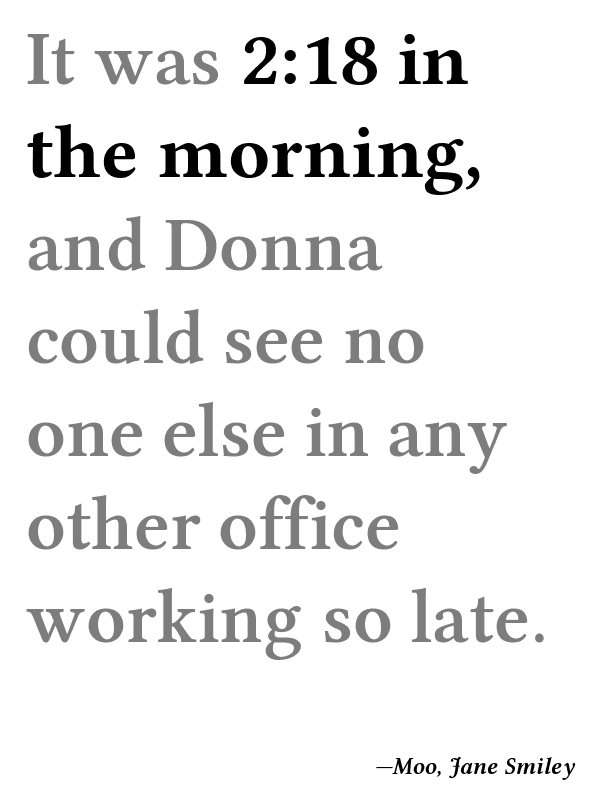 It was 2:18 in
the morning,
and Donna
could see no
one else in any
other office
working so late.
—Moo, Jane Smiley